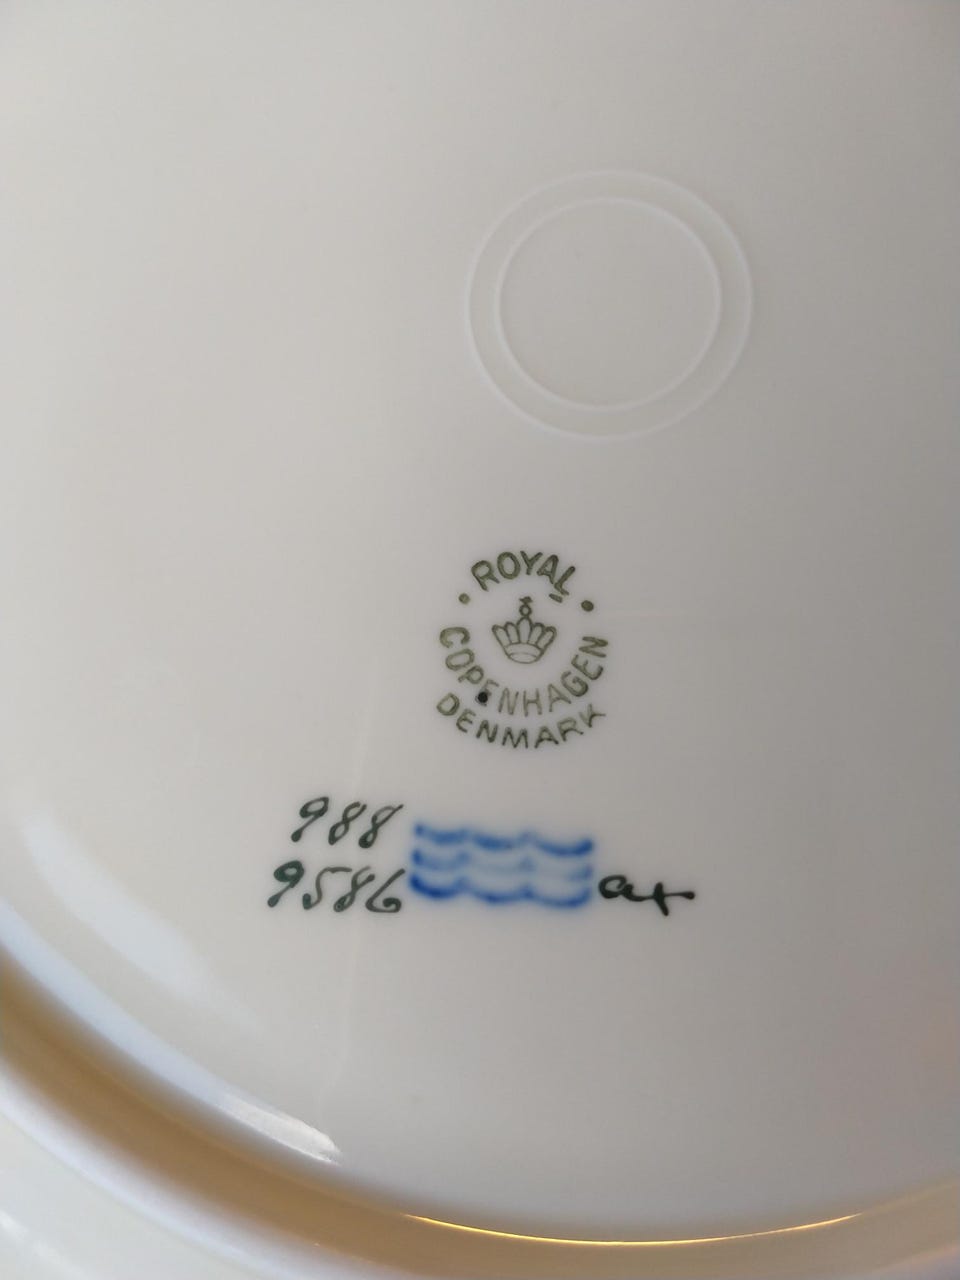 ROYAL
COPENHAGEN
DENMARK
988
9586